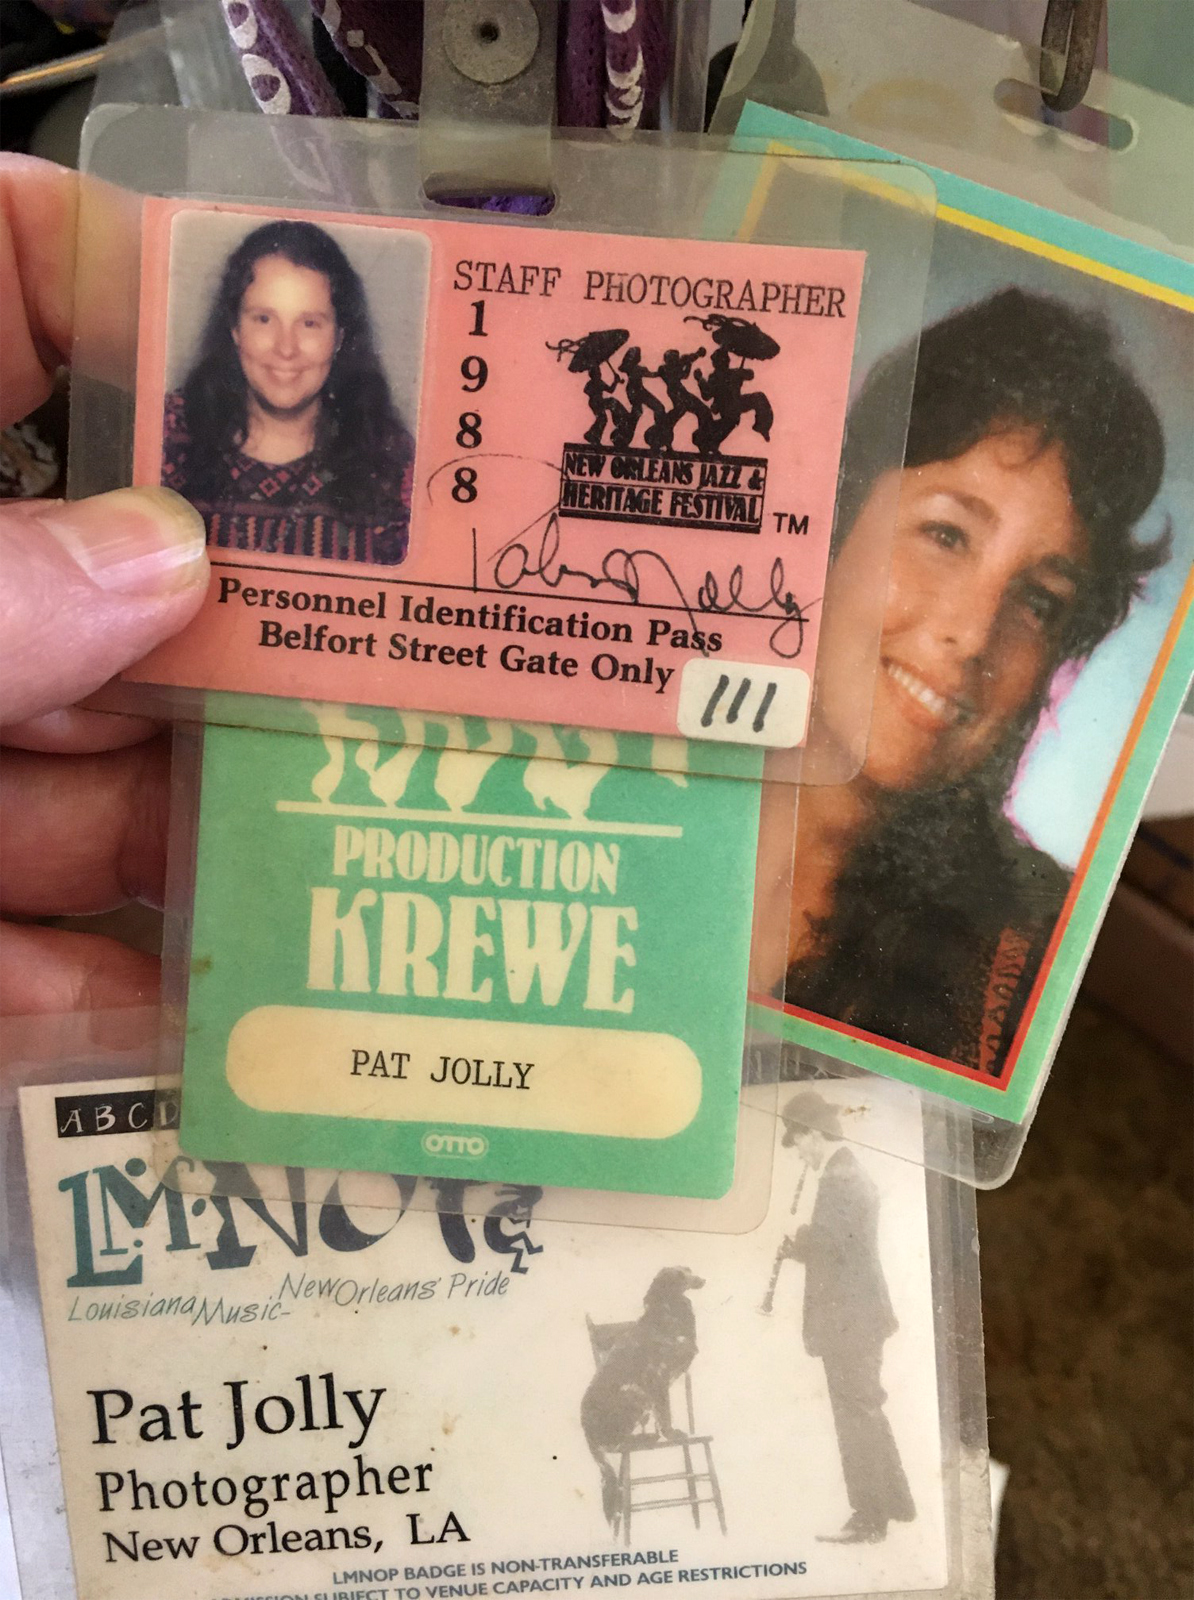 STAFF PHOTOGRAPHER
1
9
8
8
NEW ORLEANS JAZZ &
HERITAGE FESTIVAL
TM
Jolly
Personnel Identification Pass
Belfort Street Gate Only
111
PRODUCTION
KREWE
PAT JOLLY
OTTO
ABCD
LMNOP
Louisiana Music-
New Orleans' Pride
Pat Jolly
Photographer
New Orleans, LA
LMNOP BADGE IS NON-TRANSFERABLE
SUBJECT TO VENUE CAPACITY AND AGE RESTRICTIONS